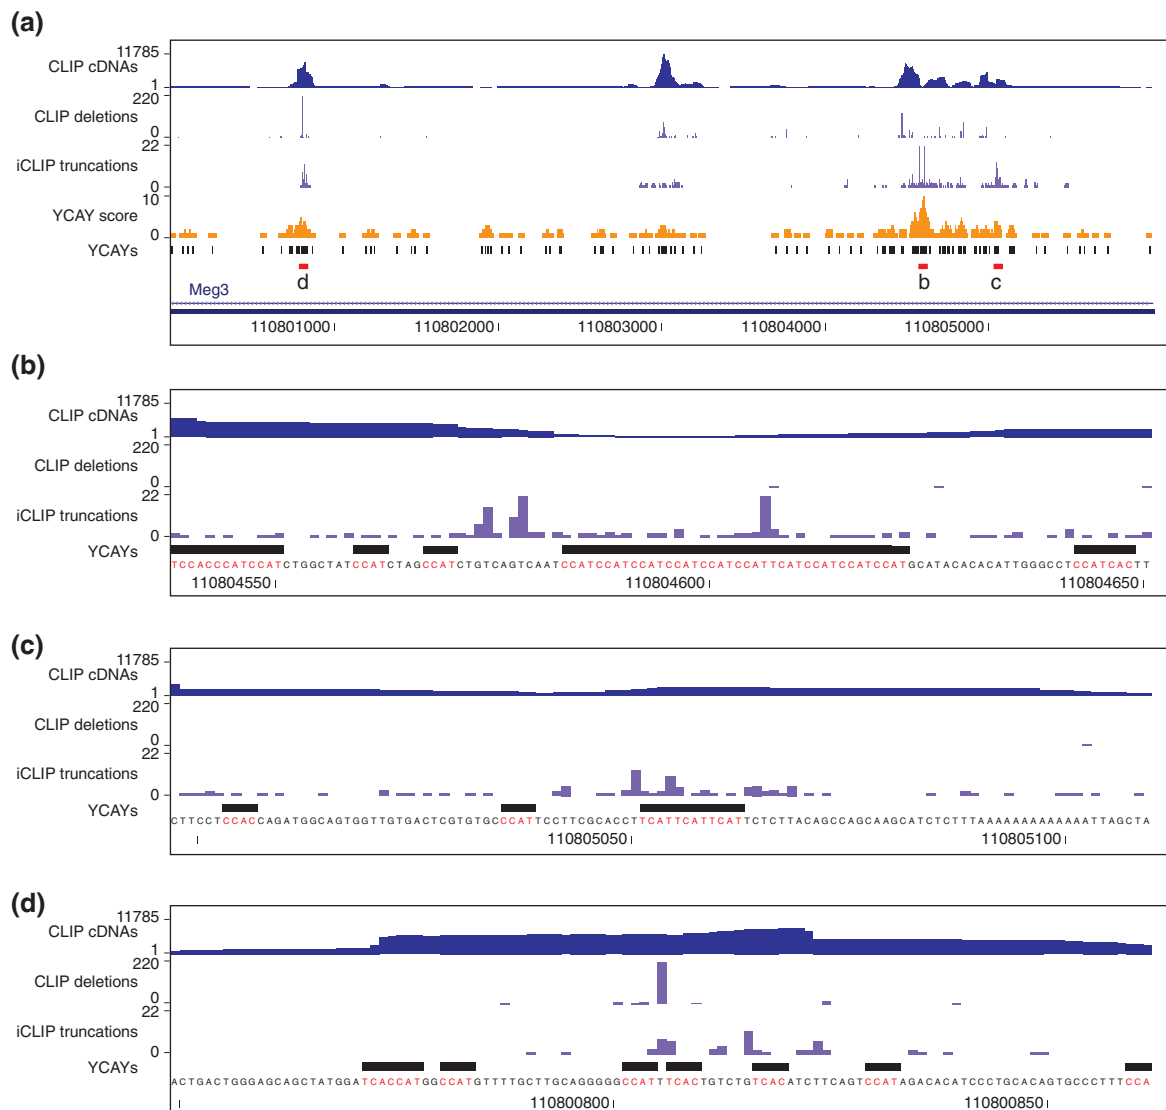 (a)
11785
CLIP cDNAs
1
220
CLIP deletions
0
22
iCLIP truncations
0
10
YCAY score
0
YCAYs
d
b
c
Meg3
110801000 110802000 110803000 110804000 110805000
(b)
11785
CLIP cDNAs
1
220
CLIP deletions
0
22
iCLIP truncations
0
YCAYs
TCCACCCATCCATCTGGCTATCCATCTAGCCATCTGTCAGTCAATCCATCCATCCATCCATCCATCCATTCATCCATCCATCCATGCATACACACATTGGGCCTCCATCACTT
110804550 110804600 110804650
(c)
11785
CLIP cDNAs
1
220
CLIP deletions
0
22
iCLIP truncations
0
YCAYs
CTTCCTCCACCAGATGGCAGTGGTTGTGACTCGTGTGCCCATTCCTTCGCACCTTCATTCATTCATTCTCTTACAGCCAGCAAGCATCTCTTTAAAAAAAAAAAAATTAGCTA
110805050 110805100
(d)
11785
CLIP cDNAs
1
220
CLIP deletions
0
22
iCLIP truncations
0
YCAYs
ACTGACTGGGAGCAGCTATGGATCACCATGGCCATGTTTTGCTTGCAGGGGGCCATTTCACTGTCTGTCACATCTTCAGTCCATAGACACATCCCTGCACAGTGCCCTTTCCA
110800800 110800850